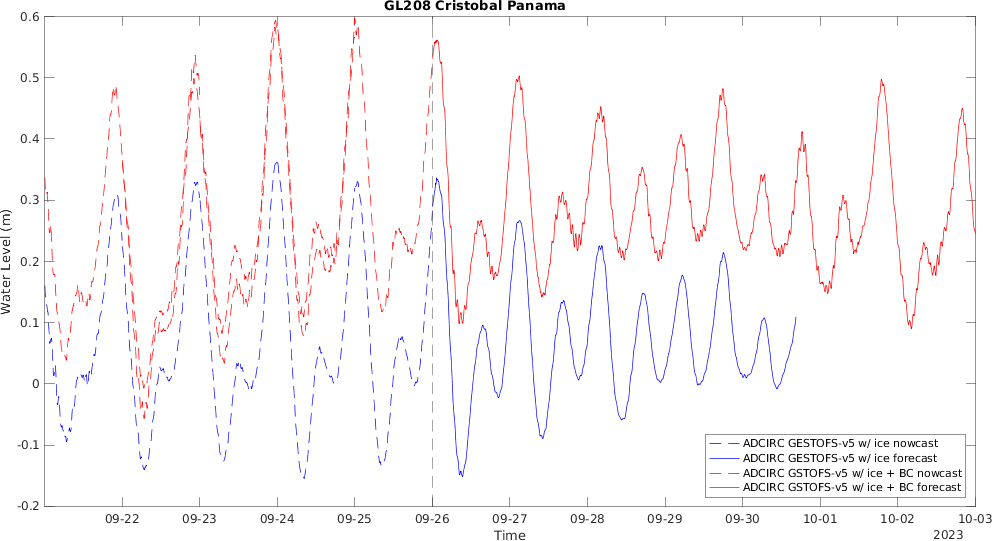 GL208 Cristobal Panama
0.6
0.5
0.4
0.3
0.2
0.1
0
-0.1
-0.2
Water Level (m)
09-22 09-23 09-24 09-25 09-26 09-27 09-28 09-29 09-30 10-01 10-02 10-03
Time
2023
ADCIRC GESTOFS-v5 w/ ice nowcast
ADCIRC GESTOFS-v5 w/ ice forecast
ADCIRC GSTOFS-v5 w/ ice + BC nowcast
ADCIRC GSTOFS-v5 w/ ice + BC forecast